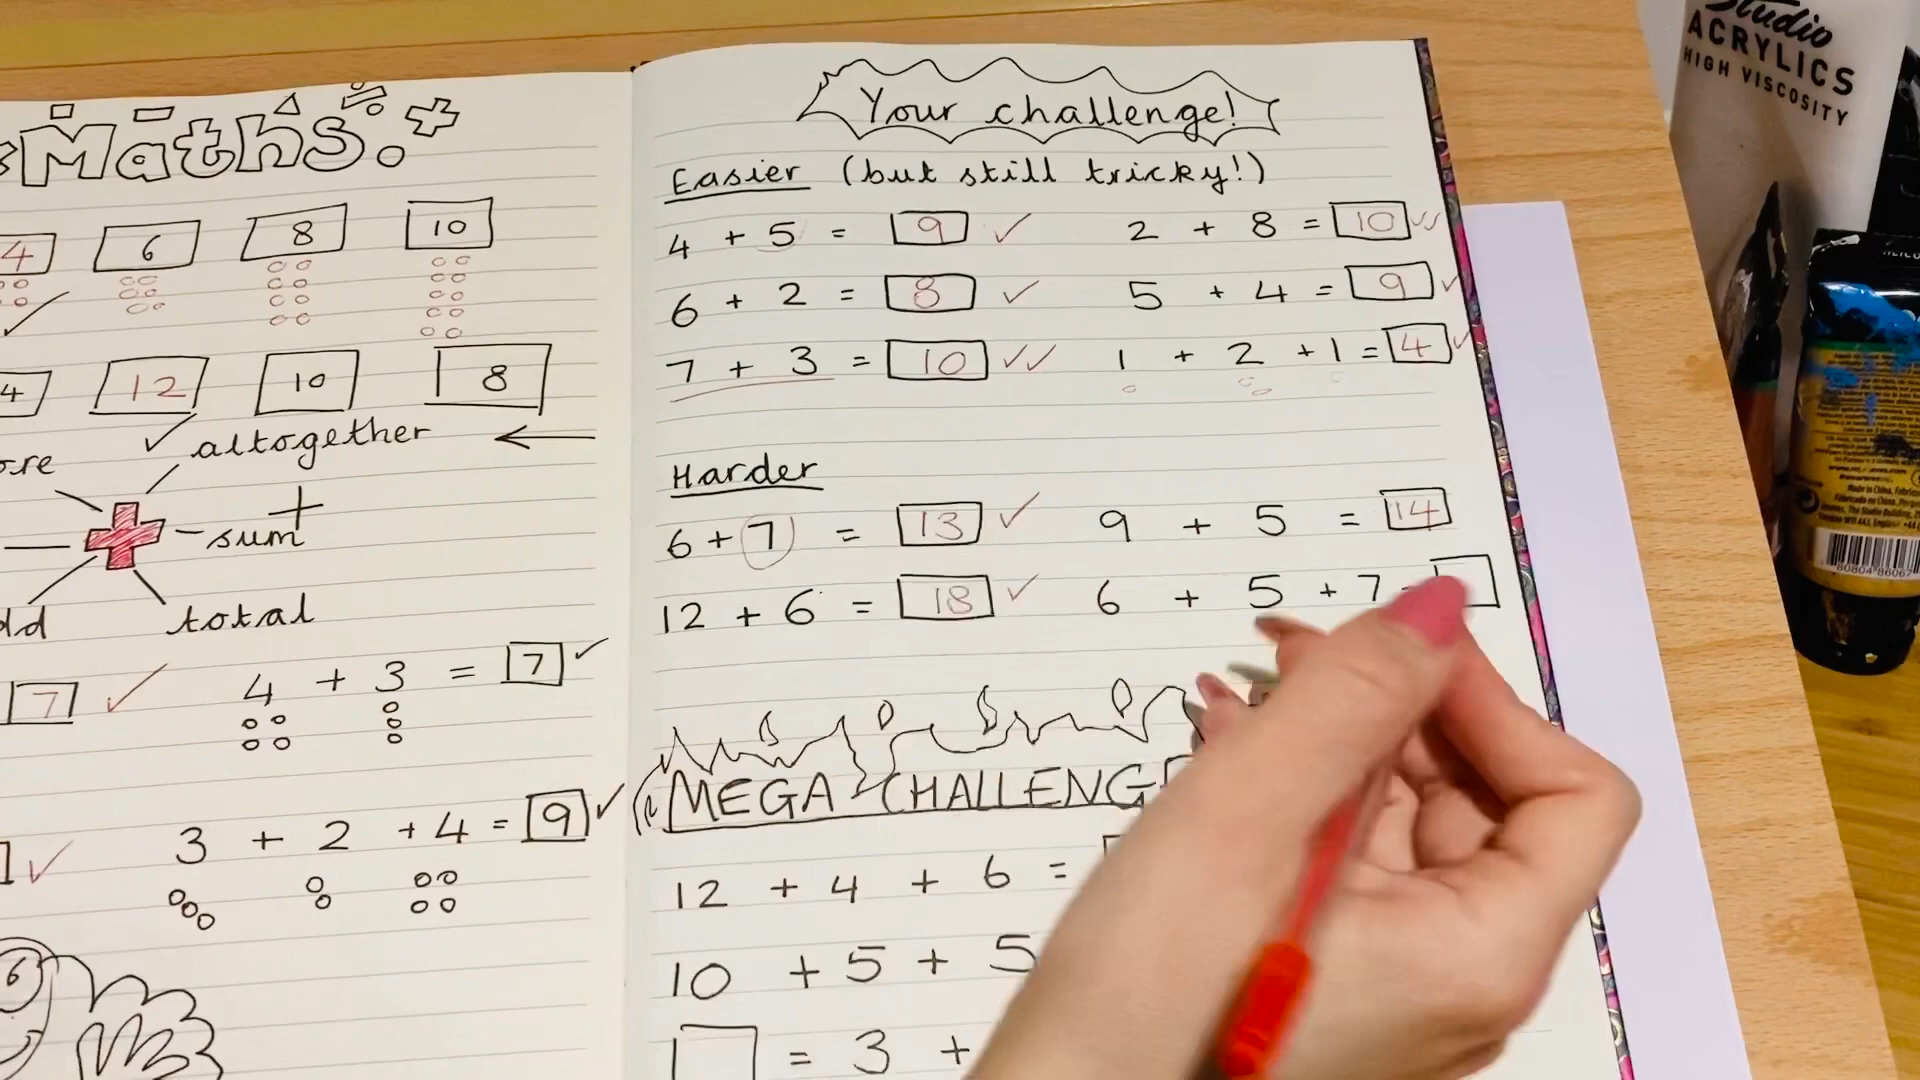 Maths.
4 6 8 10
4 12 10 8
altogether
sum
total
7 4 + 3 = 7
3 + 2 + 4 = 9
6
Your challenge!
Easier (but still tricky!)
4 + 5 = 9 2 + 8 = 10
6 + 2 = 8 5 + 4 = 9
7 + 3 = 10 1 + 2 + 1 = 4
Harder
6 + 7 = 13 9 + 5 = 14
12 + 6 = 18 6 + 5 + 7
MEGA CHALLENGE
12 + 4 + 6 =
10 + 5 + 5
= 3 +
Studio
ACRYLICS
HIGH VISCOSITY